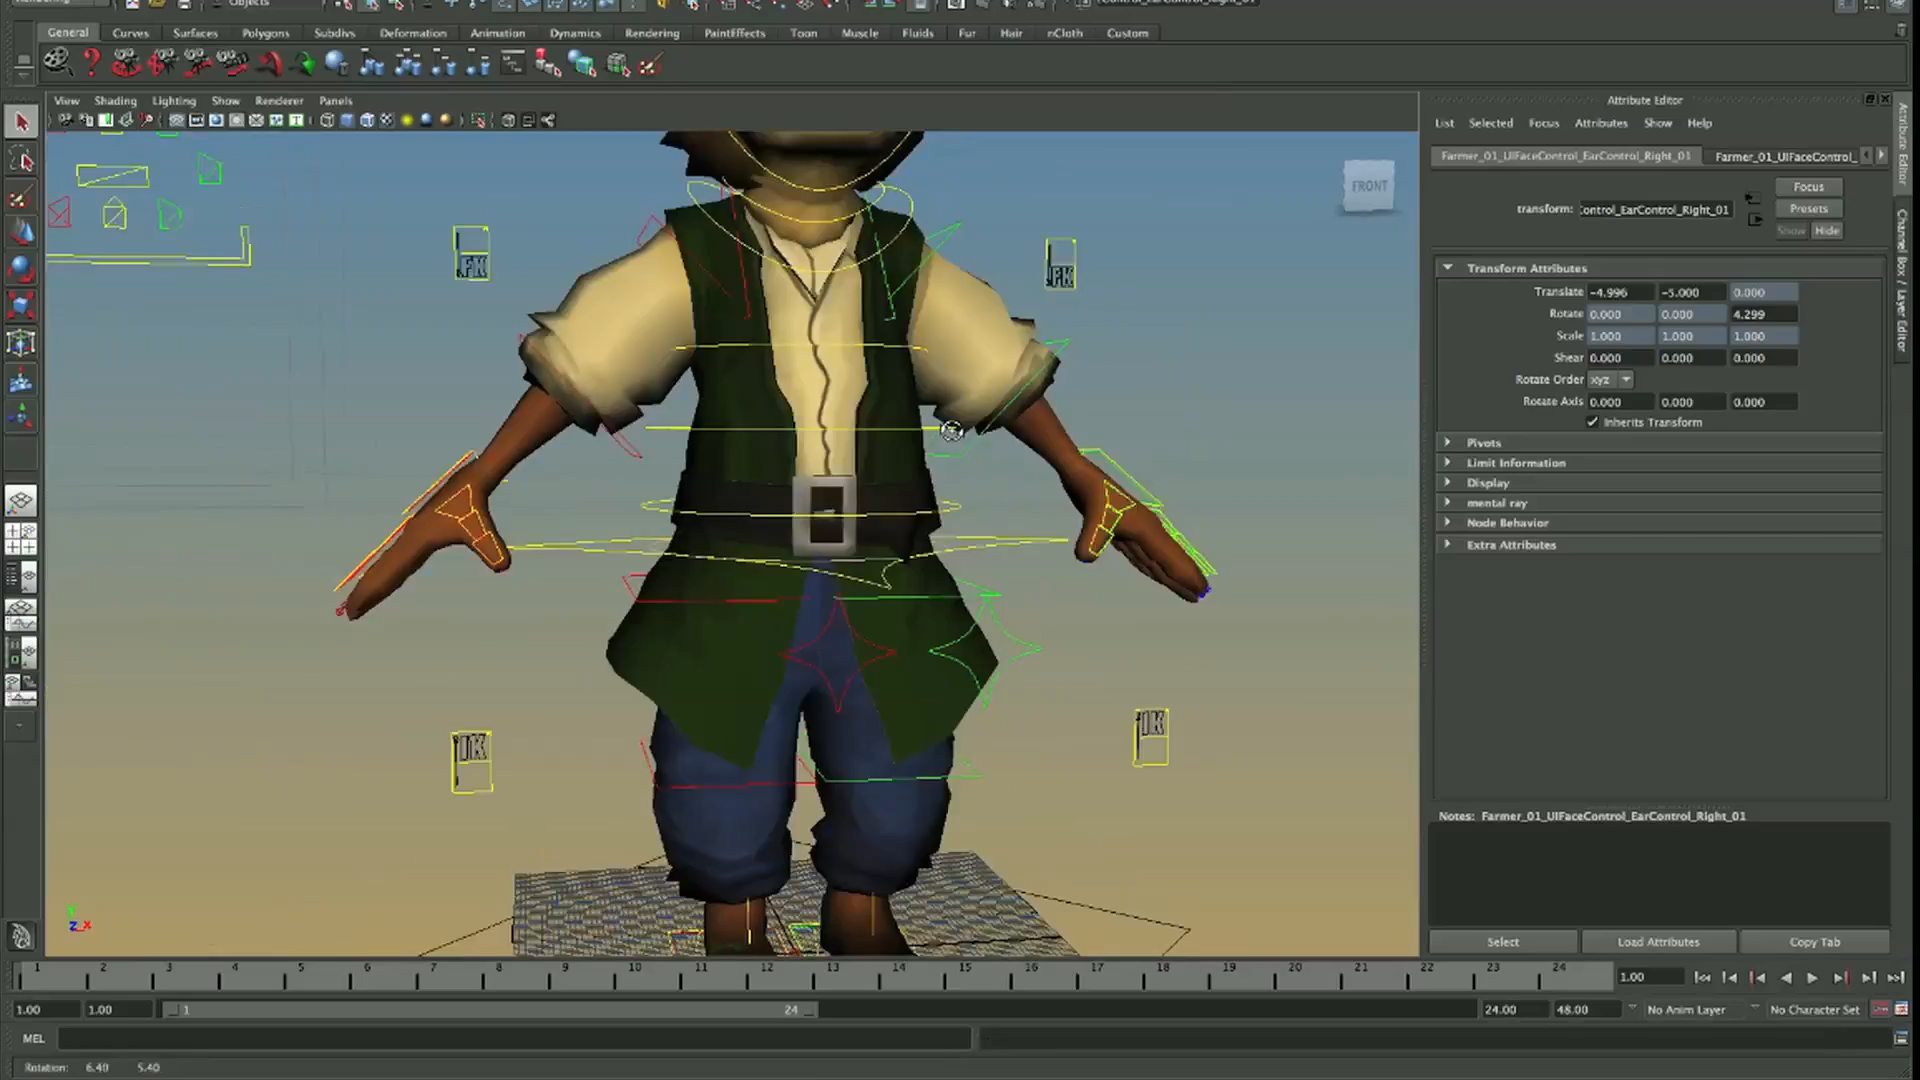 Objects
General Curves Surfaces Polygons Subdivs Deformation Animation Dynamics Rendering PaintEffects Toon Muscle Fluids Fur Hair nCloth Custom
View Shading Lighting Show Renderer Panels
Attribute Editor
List Selected Focus Attributes Show Help
Farmer_01_UIFaceControl_EarControl_Right_01 Farmer_01_UIFaceControl_
Focus
transform: :ontrol_EarControl_Right_01
Presets
Show Hide
FRONT
Transform Attributes
Translate -4.996 -5.000 0.000
Rotate 0.000 0.000 4.299
Scale 1.000 1.000 1.000
Shear 0.000 0.000 0.000
Rotate Order xyz
Rotate Axis 0.000 0.000 0.000
Inherits Transform
Pivots
Limit Information
Display
mental ray
Node Behavior
Extra Attributes
Attribute Editor
Channel Box / Layer Editor
FK
FK
IK
IK
Notes: Farmer_01_UIFaceControl_EarControl_Right_01
Select Load Attributes Copy Tab
1 2 3 4 5 6 7 8 9 10 11 12 13 14 15 16 17 18 19 20 21 22 23 24
1.00
1.00 1.00 1 24 24.00 48.00 No Anim Layer No Character Set
MEL
Rotation: 6.40 5.40